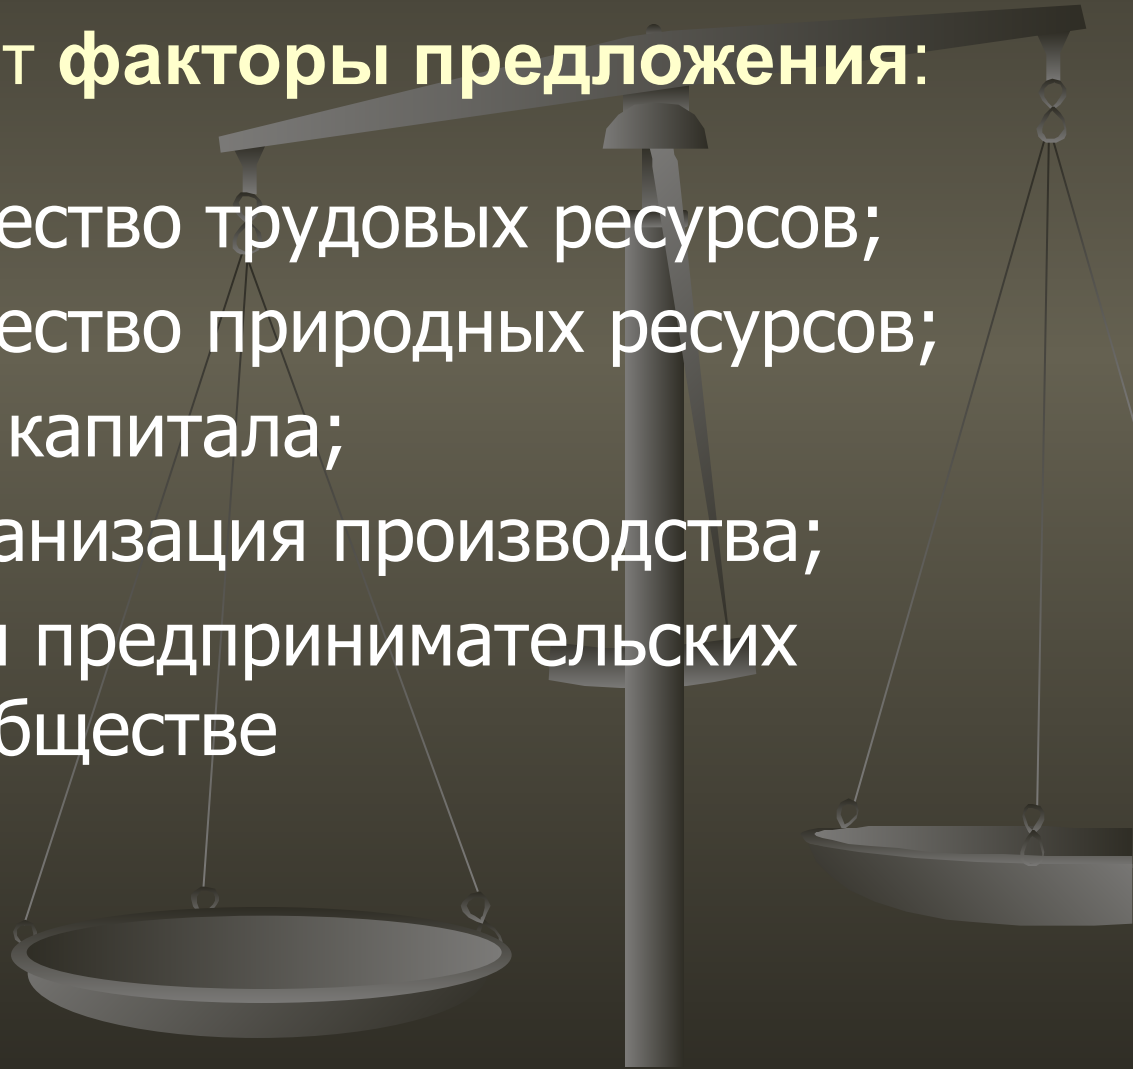 т факторы предложения:
ество трудовых ресурсов;
ество природных ресурсов;
капитала;
анизация производства;
предпринимательских
бществе